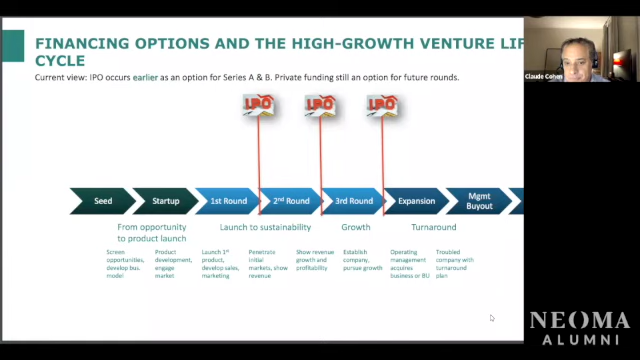 FINANCING OPTIONS AND THE HIGH-GROWTH VENTURE LIF
CYCLE
Current view: IPO occurs earlier as an option for Series A & B. Private funding still an option for future rounds.
Claude Cohen
IPO IPO IPO
Seed Startup 1st Round 2nd Round 3rd Round Expansion Mgmt
Buyout
From opportunity
to product launch
Launch to sustainability
Growth
Turnaround
Screen
opportunities,
develop bus.
model
Product
development,
engage
market
Launch 1st
product,
develop sales,
marketing
Penetrate
initial
markets, show
revenue
Show revenue
growth and
profitability
Establish
company,
pursue growth
Operating
management
acquires
business or BU
Troubled
company with
turnaround
plan
NEOMA
ALUMNI